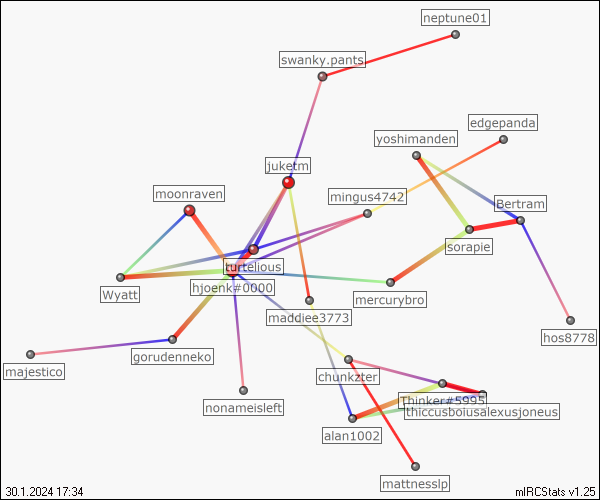 neptune01
swanky.pants
edgepanda
yoshimanden
juketm
moonraven
mingus4742
Bertram
sorapie
curtelious
hjoenk#0000
Wyatt
mercurybro
maddiee3773
hos8778
gorudenneko
majestico
chunkzter
nonameisleft
Thinker#5995
thiccusboiusalexusjoneus
alan1002
mattnesslp
30.1.2024 17:34
mIRCStats v1.25